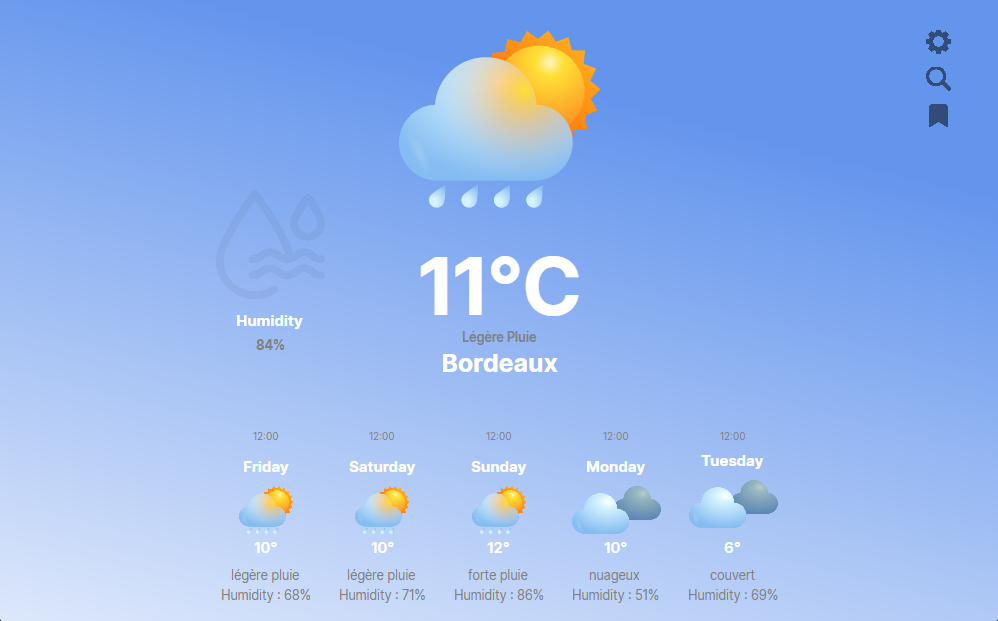 11°C
Humidity
Légère Pluie
84%
Bordeaux
12:00 12:00 12:00 12:00 12:00
Friday Saturday Sunday Monday Tuesday
10° 10° 12° 10° 6°
légère pluie légère pluie forte pluie nuageux couvert
Humidity : 68% Humidity : 71% Humidity : 86% Humidity : 51% Humidity : 69%